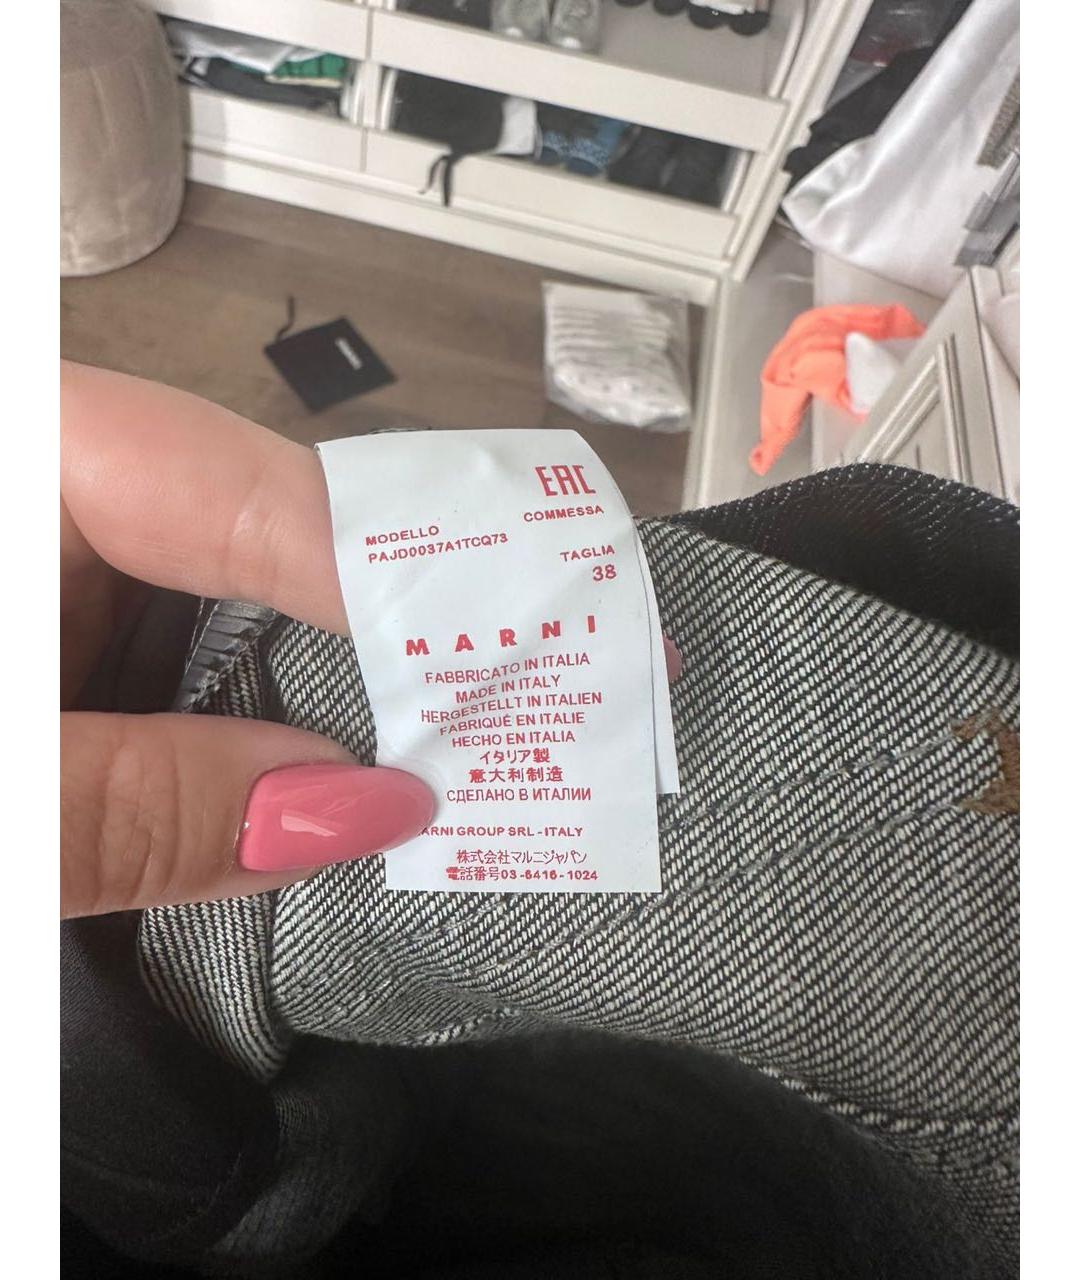 EAC
COMMESSA
MODELLO
PAJD0037A1TCQ73
TAGLIA
38
MARNI
FABBRICATO IN ITALIA
MADE IN ITALY
HERGESTELLT IN ITALIEN
FABRIQUÉ EN ITALIE
HECHO EN ITALIA
イタリア製
意大利制造
СДЕЛАНО В ИТАЛИИ
ARNI GROUP SRL - ITALY
株式会社マルニジャパン
電話番号03-6416-1024